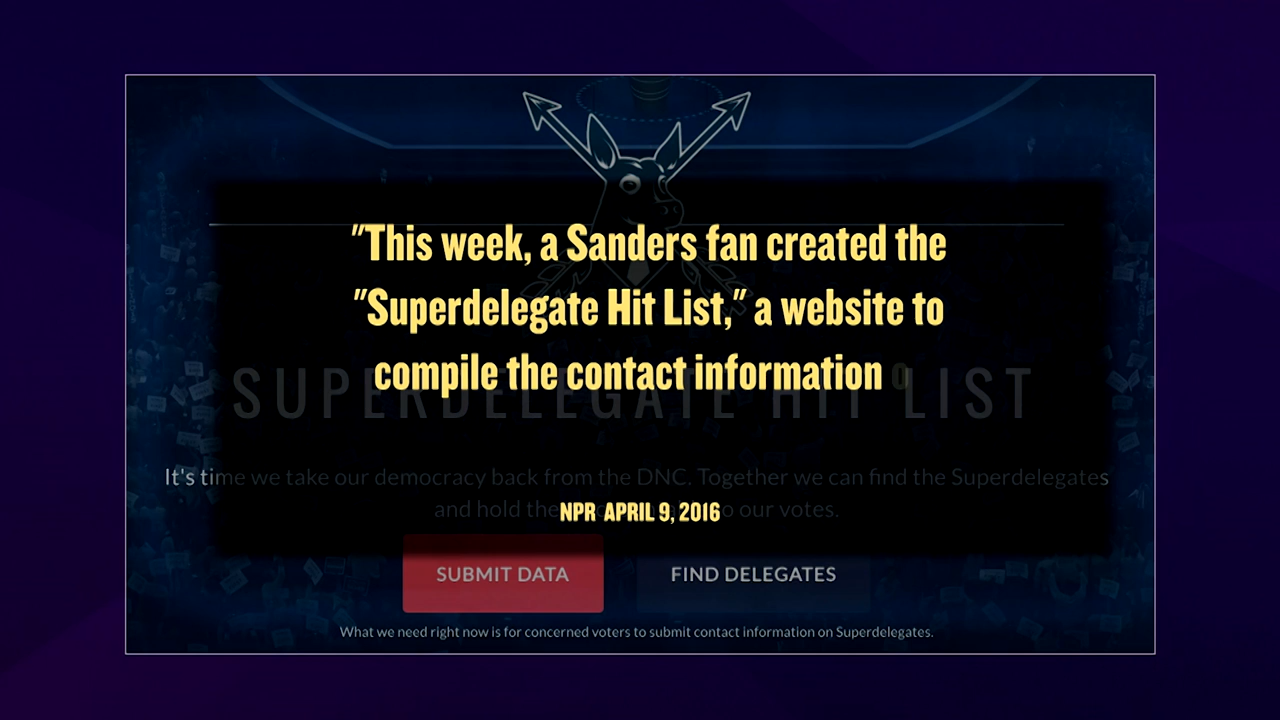 "This week, a Sanders fan created the
"Superdelegate Hit List," a website to
compile the contact information
SUPERDELEGATE HIT LIST
It's time we take our democracy back from the DNC. Together we can find the Superdelegates
and hold the to our votes.
NPR APRIL 9, 2016
SUBMIT DATA
FIND DELEGATES
What we need right now is for concerned voters to submit contact information on Superdelegates.